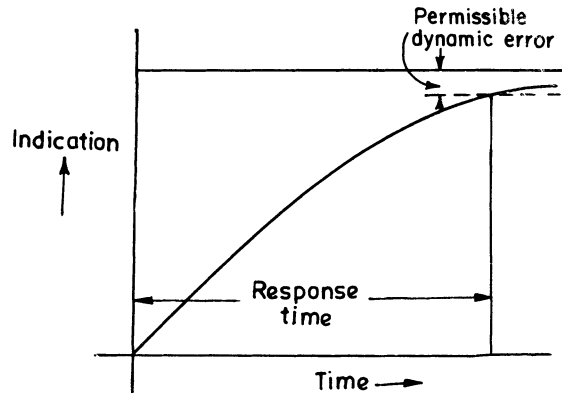 Permissible
dynamic error
Indication
Response
time
Time